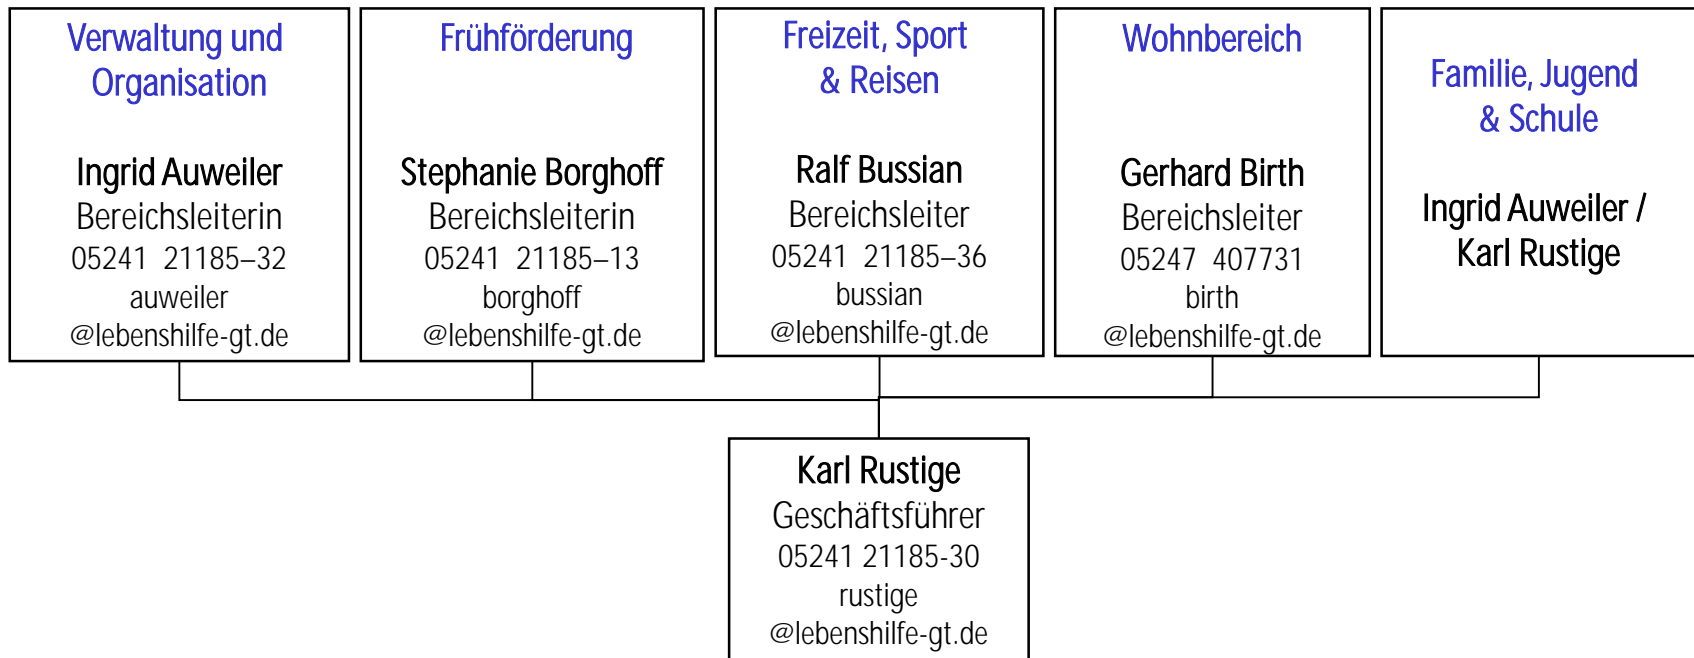 Verwaltung und
Organisation
Ingrid Auweiler
Bereichsleiterin
05241 21185–32
auweiler
@lebenshilfe-gt.de
Frühförderung
Stephanie Borghoff
Bereichsleiterin
05241 21185–13
borghoff
@lebenshilfe-gt.de
Freizeit, Sport
& Reisen
Ralf Bussian
Bereichsleiter
05241 21185–36
bussian
@lebenshilfe-gt.de
Wohnbereich
Gerhard Birth
Bereichsleiter
05247 407731
birth
@lebenshilfe-gt.de
Familie, Jugend
& Schule
Ingrid Auweiler /
Karl Rustige
Karl Rustige
Geschäftsführer
05241 21185-30
rustige
@lebenshilfe-gt.de